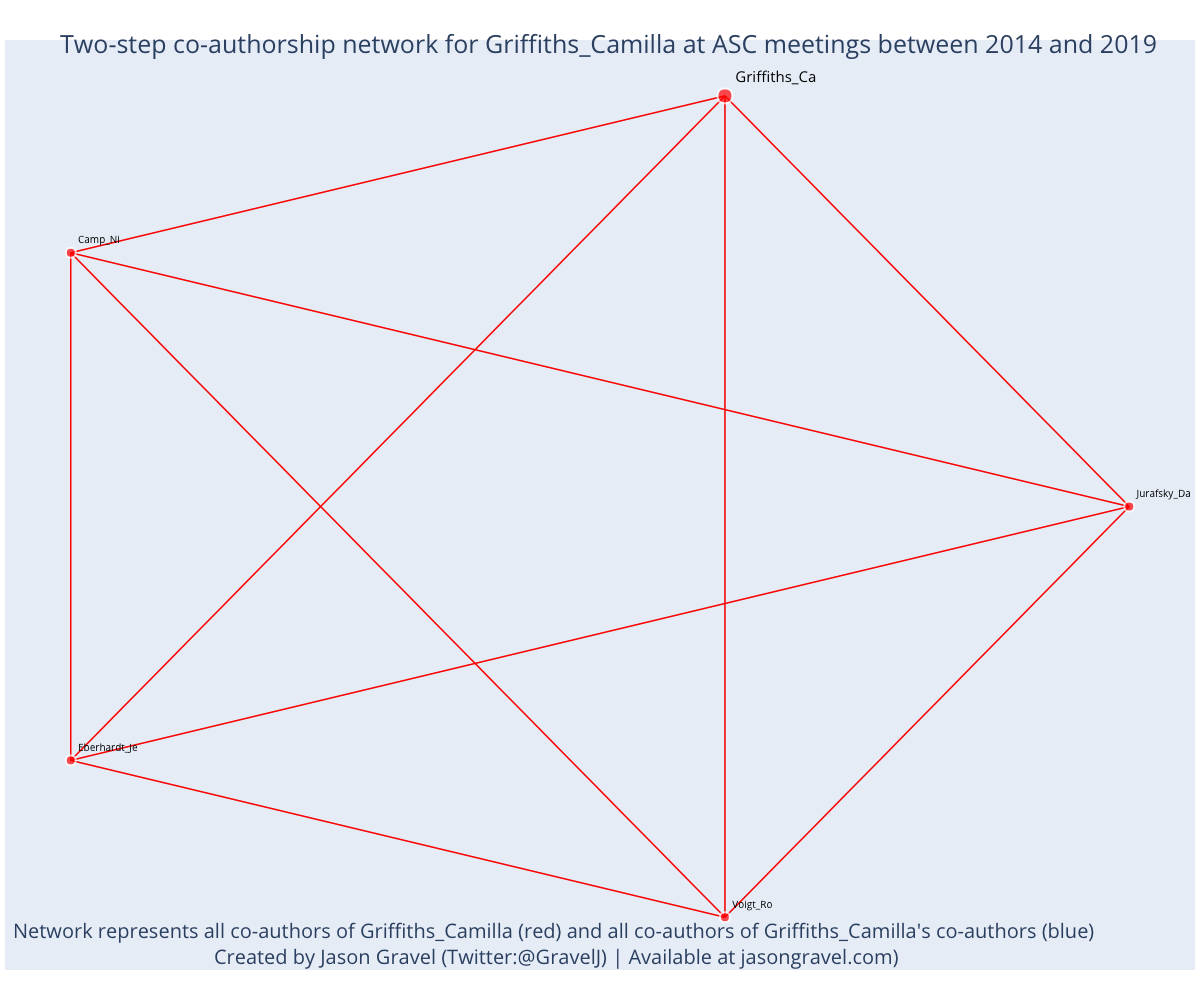 Two-step co-authorship network for Griffiths_Camilla at ASC meetings between 2014 and 2019
Griffiths_Ca
Camp_Ni
Jurafsky_Da
Eberhardt_Je
Voigt_Ro
Network represents all co-authors of Griffiths_Camilla (red) and all co-authors of Griffiths_Camilla's co-authors (blue)
Created by Jason Gravel (Twitter:@GravelJ) | Available at jasongravel.com)